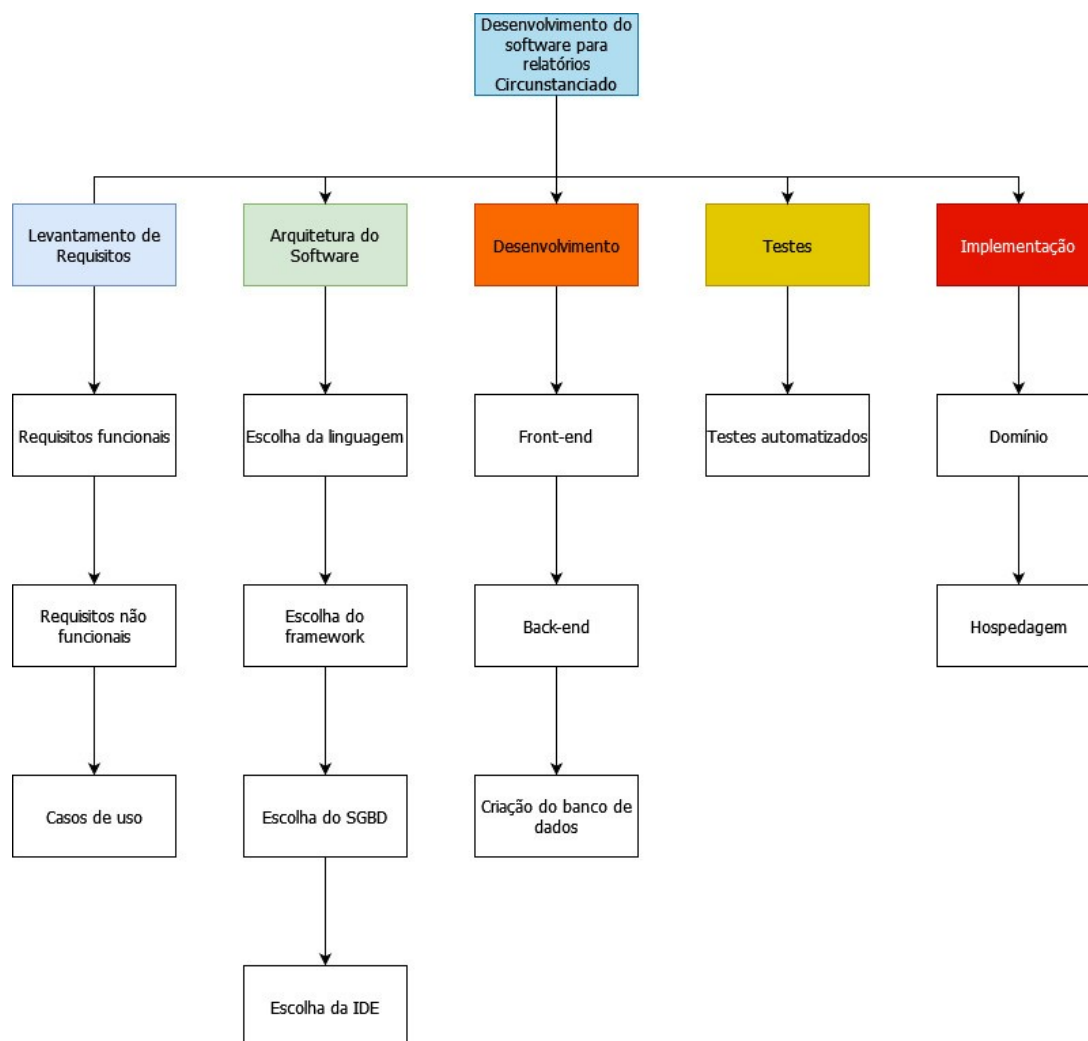 Desenvolvimento do
software para
relatórios
Circunstanciado
Levantamento de
Requisitos
Arquitetura do
Software
Desenvolvimento
Testes
Implementação
Requisitos funcionais
Escolha da linguagem
Front-end
Testes automatizados
Domínio
Requisitos não
funcionais
Escolha do
framework
Back-end
Hospedagem
Casos de uso
Escolha do SGBD
Criação do banco de
dados
Escolha da IDE